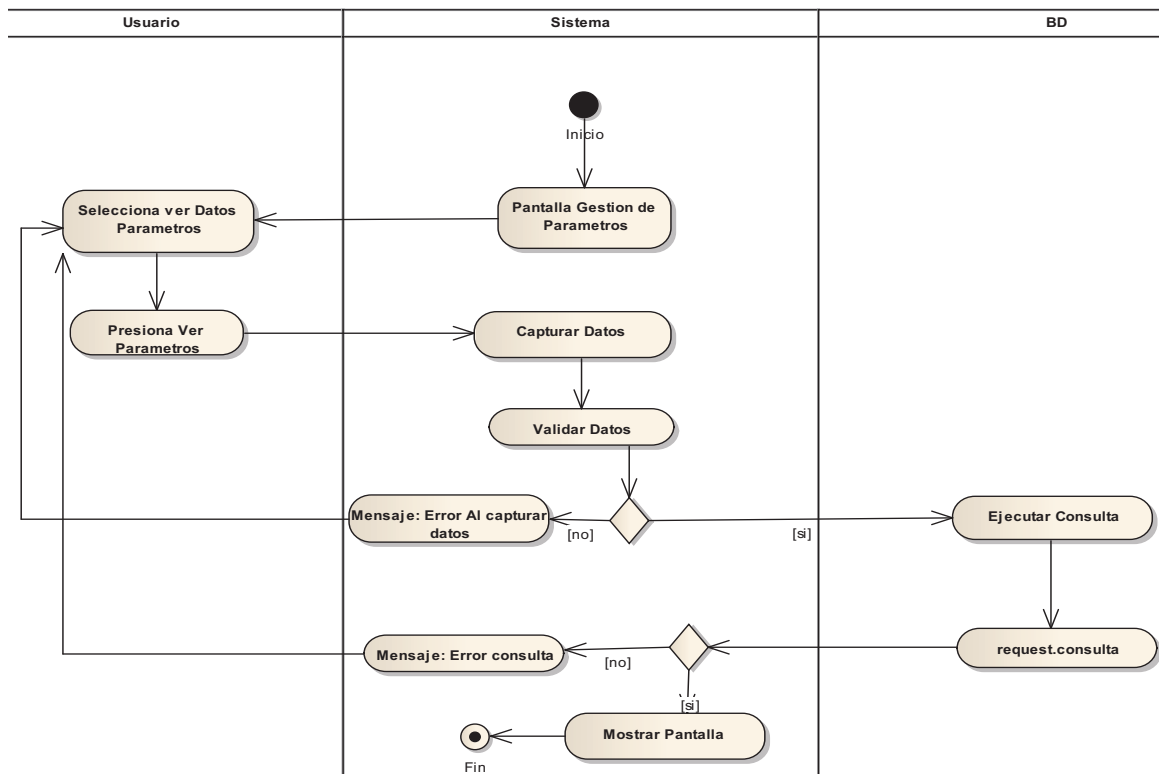 Usuario
Sistema
BD
Inicio
Selecciona ver Datos
Parametros
Pantalla Gestion de
Parametros
Presiona Ver
Parametros
Capturar Datos
Validar Datos
Mensaje: Error Al capturar
datos
[no]
[si]
Ejecutar Consulta
Mensaje: Error consulta
[no]
request.consulta
[si]
Mostrar Pantalla
Fin